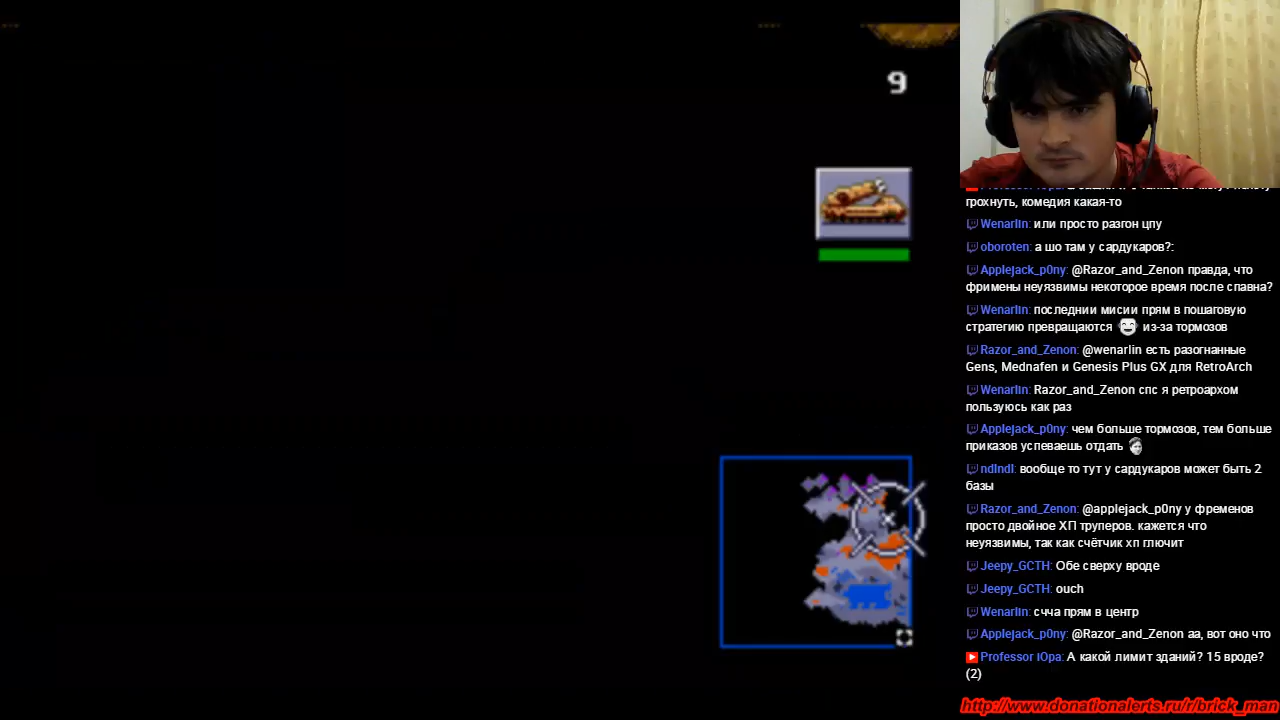 9
грохнуть, комедия какая-то
Wenarlin: или просто разгон цпу
oboroten: а шо там у сардукаров?:
Applejack_p0ny: @Razor_and_Zenon правда, что
фримены неуязвимы некоторое время после спавна?
Wenarlin: последнии мисии прям в пошаговую
стратегию превращаются из-за тормозов
Razor_and_Zenon: @wenarlin есть разогнанные
Gens, Mednafen и Genesis Plus GX для RetroArch
Wenarlin: Razor_and_Zenon спс я ретроархом
пользуюсь как раз
Applejack_p0ny: чем больше тормозов, тем больше
приказов успеваешь отдать
ndIndI: вообще то тут у сардукаров может быть 2
базы
Razor_and_Zenon: @applejack_p0ny у фременов
просто двойное ХП труперов. кажется что
неуязвимы, так как счётчик хп глючит
Jeepy_GCTH: Обе сверху вроде
Jeepy_GCTH: ouch
Wenarlin: счча прям в центр
Applejack_p0ny: @Razor_and_Zenon аа, вот оно что
Professor iOpa: А какой лимит зданий? 15 вроде?
(2)
http://www.donationalerts.ru/r/brick_man